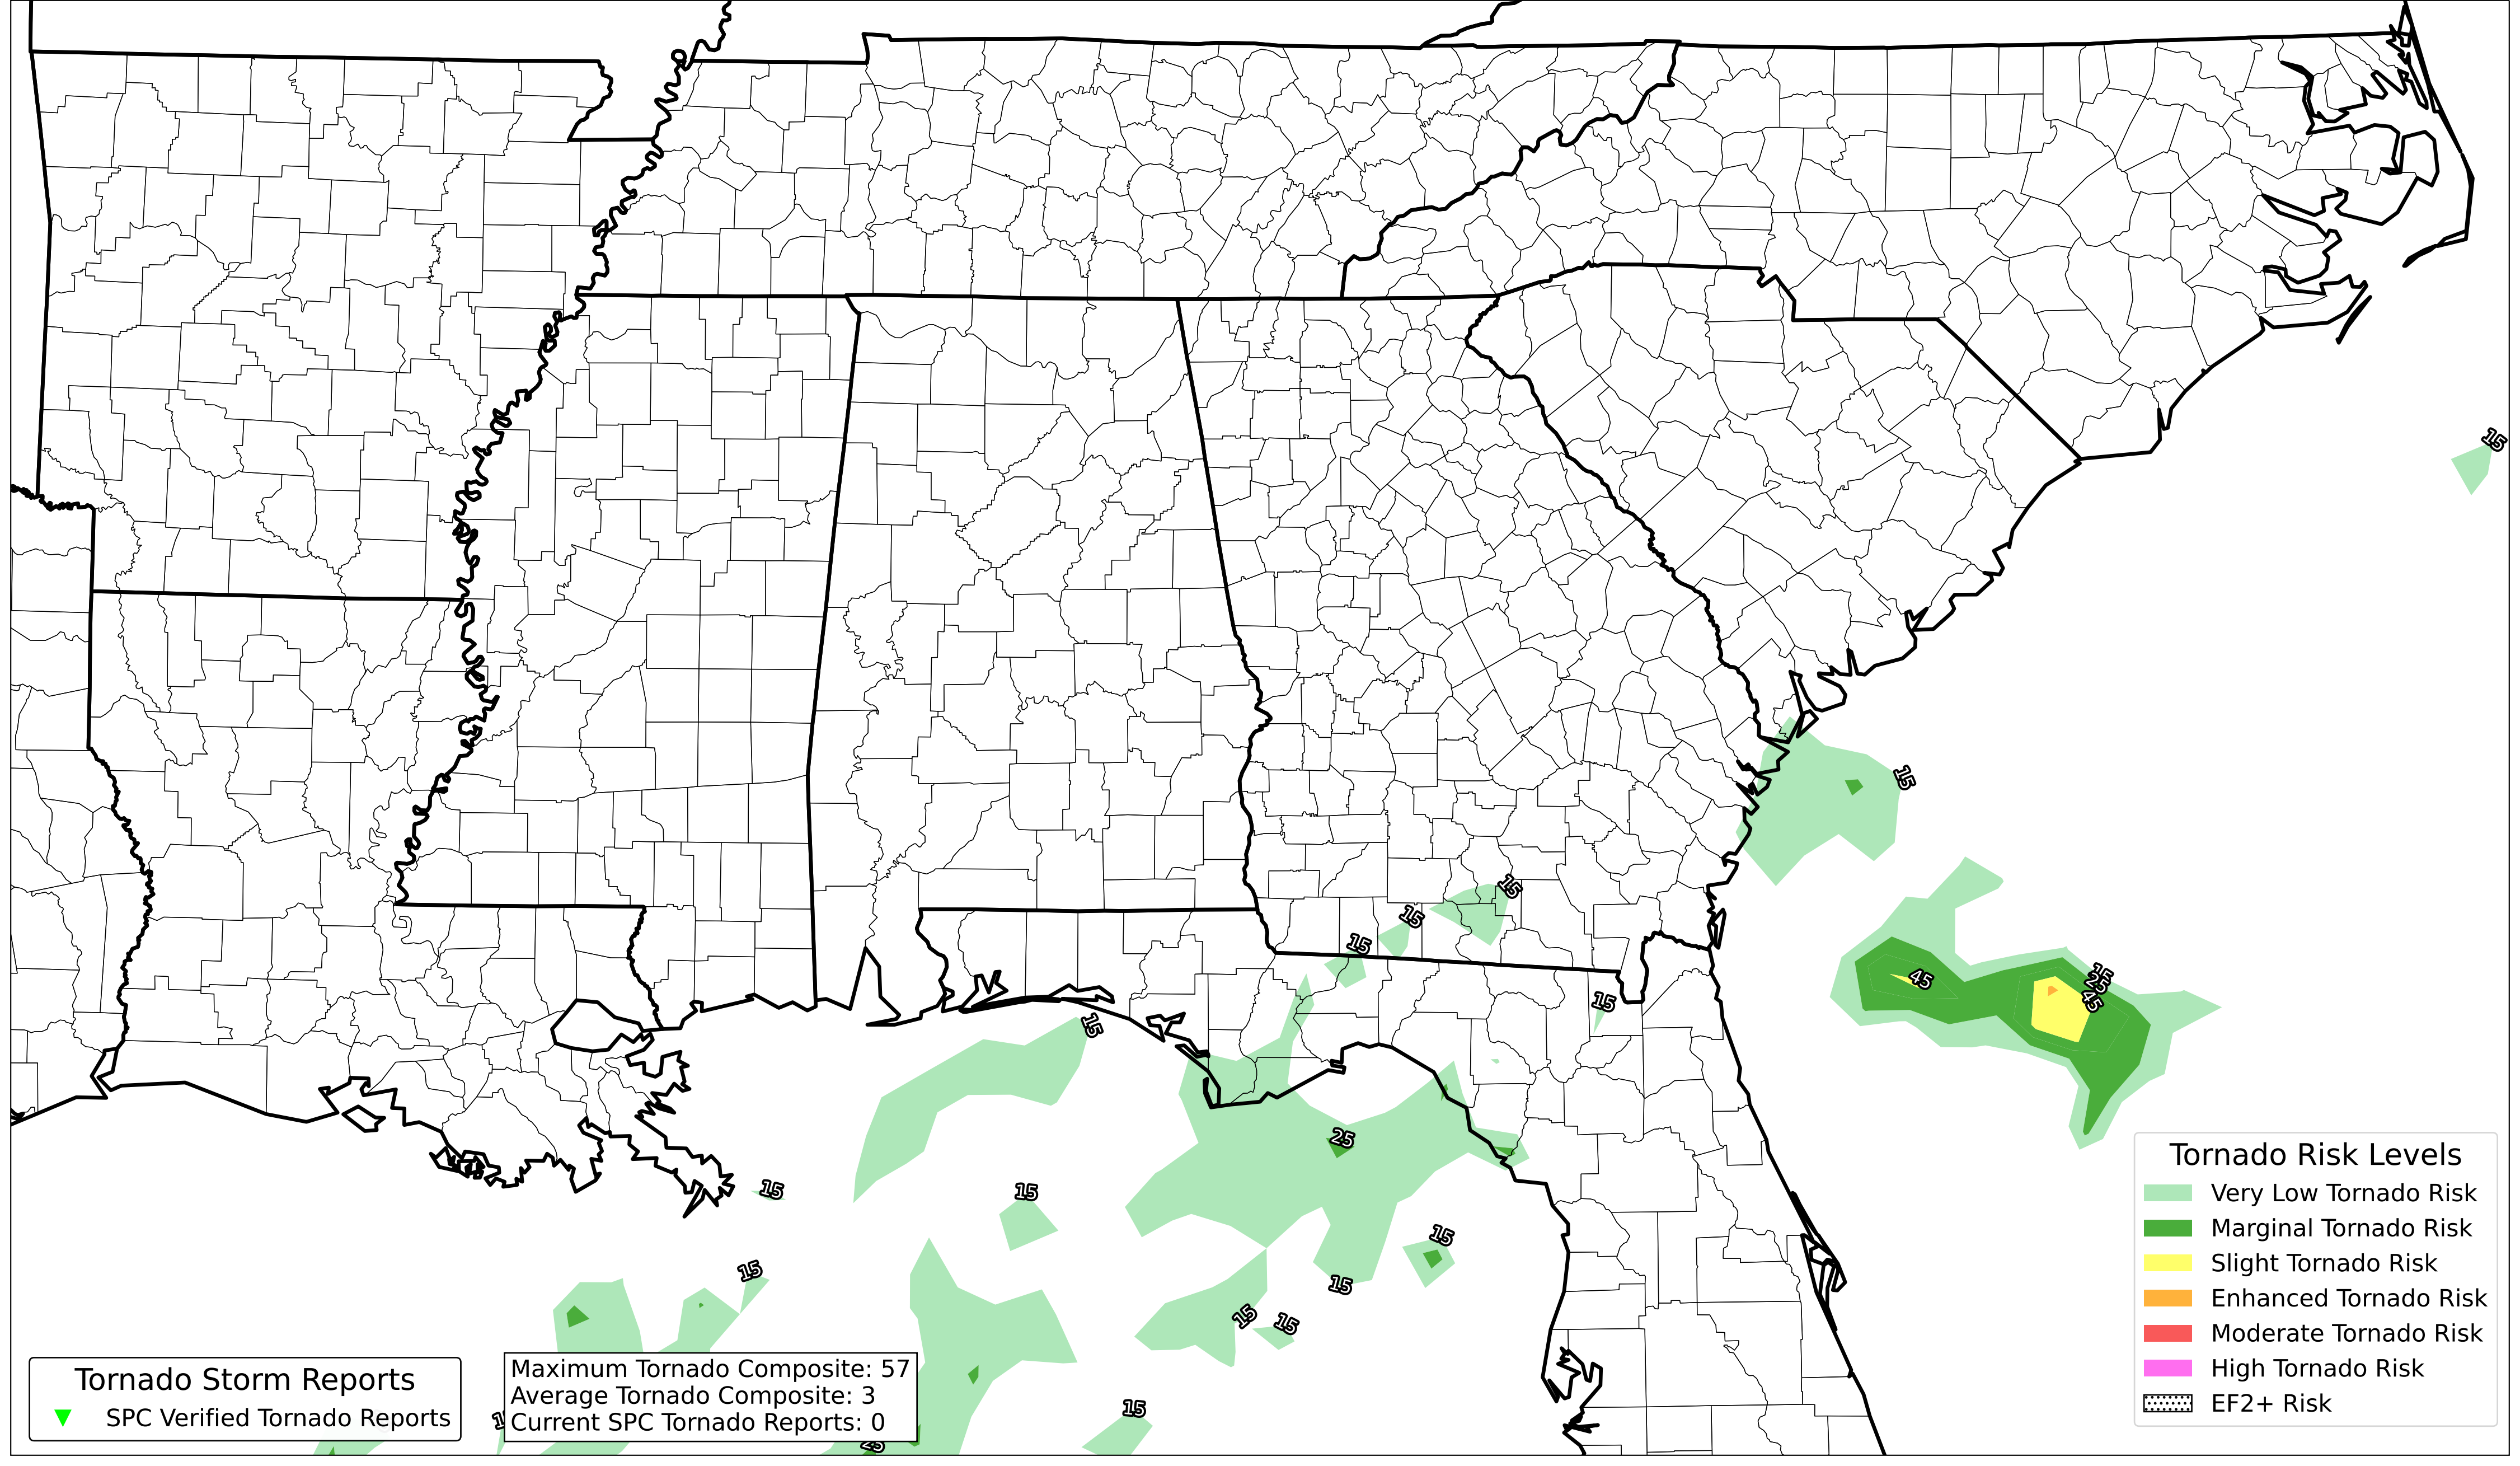 15
15
15
15
15
45
15
25
45
15
15
25
15
15
15
15
15
15
15
15
25
Tornado Risk Levels
Very Low Tornado Risk
Marginal Tornado Risk
Slight Tornado Risk
Enhanced Tornado Risk
Moderate Tornado Risk
High Tornado Risk
EF2+ Risk
Tornado Storm Reports
SPC Verified Tornado Reports
Maximum Tornado Composite: 57
Average Tornado Composite: 3
Current SPC Tornado Reports: 0